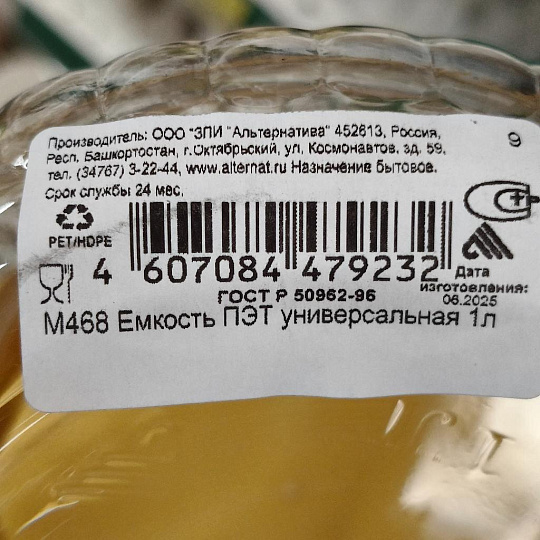 Производитель: ООО "ЗПИ "Альтернатива" 452613, Россия,
Респ. Башкортостан, г.Октябрьский, ул. Космонавтов, зд. 59,
тел. (34767) 3-22-44, www.alternat.ru Назначение бытовое.
Срок службы 24 мес.
9
PET/HDPE
4 607084 479232
Дата
изготовления:
06.2025
ГОСТ Р 50962-96
М468 Емкость ПЭТ универсальная 1л